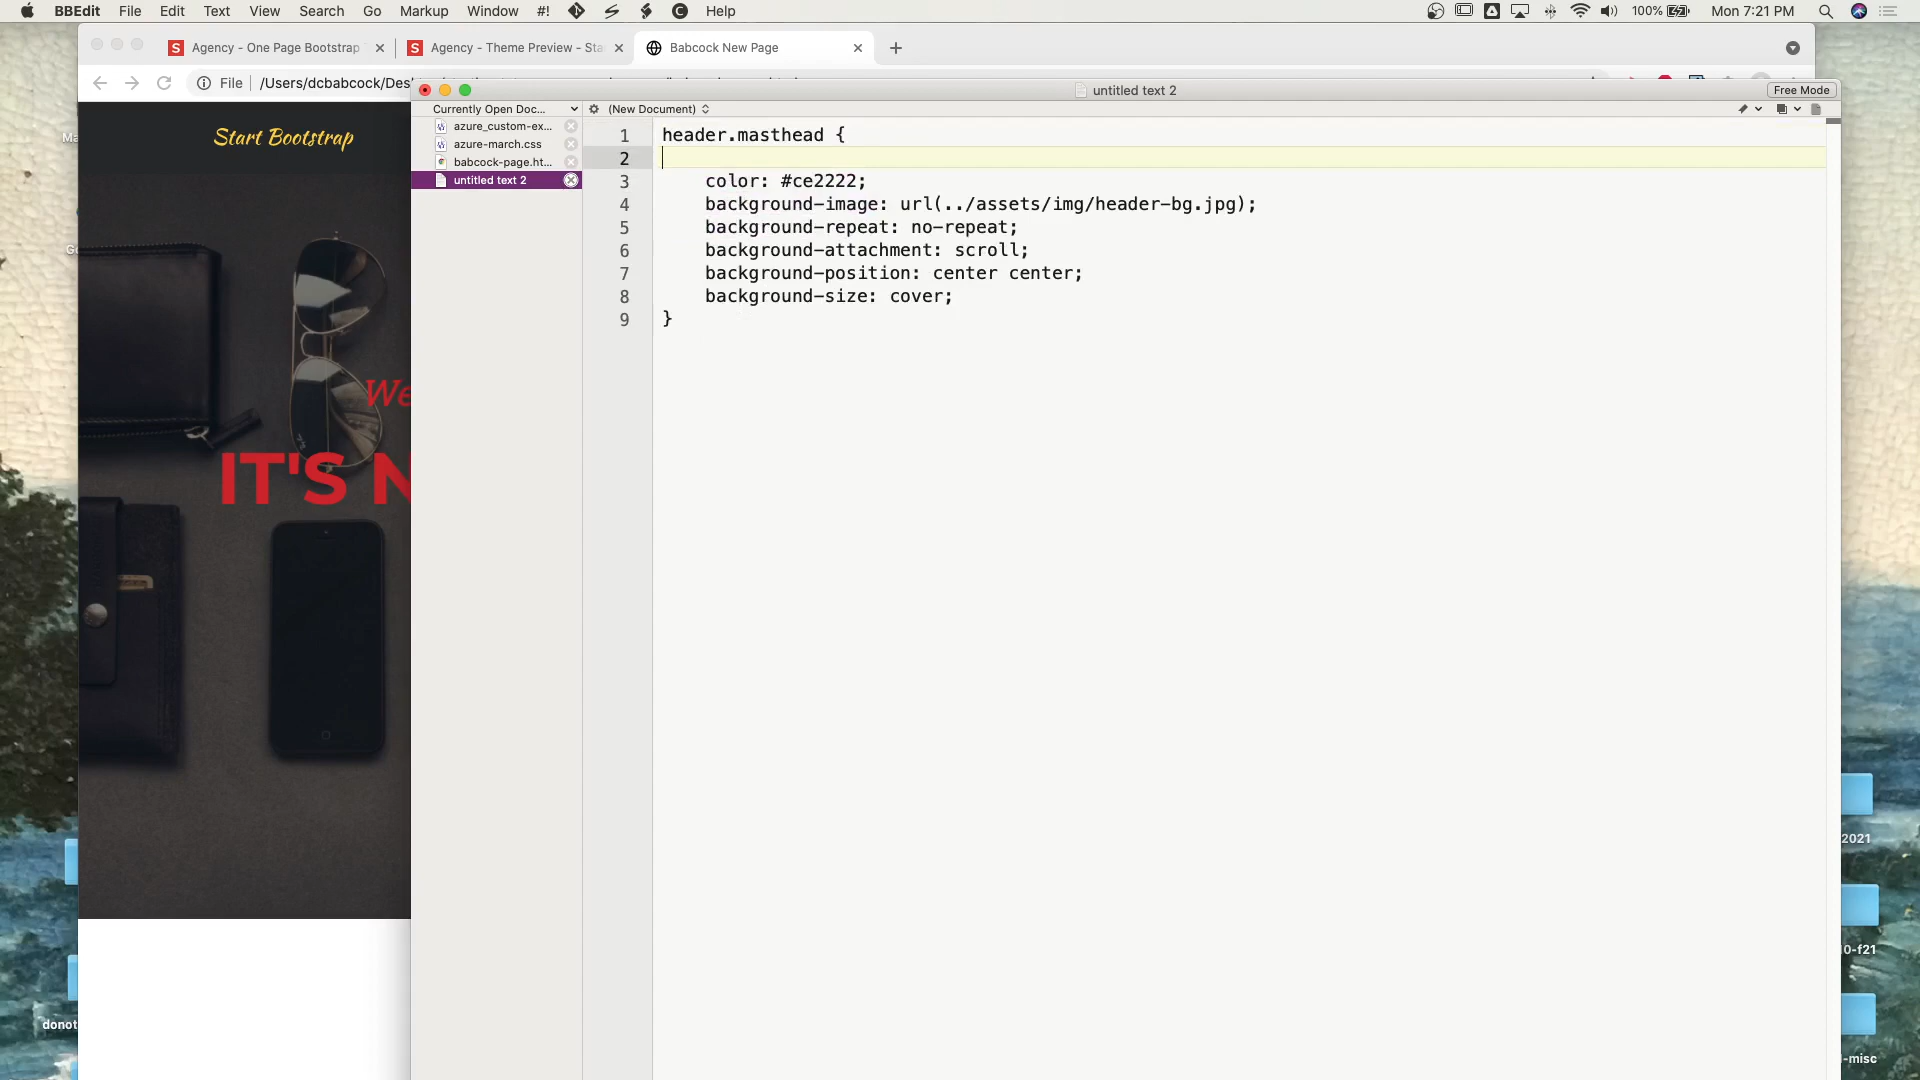 BBEdit File Edit Text View Search Go Markup Window #! Help 100% Mon 7:21 PM
Agency - One Page Bootstrap
Agency - Theme Preview - Sta
Babcock New Page
File /Users/dcbabcock/Des
untitled text 2
Free Mode
Currently Open Doc...
(New Document)
azure_custom-ex...
azure-march.css
babcock-page.ht...
untitled text 2
1 header.masthead {
2
3 color: #ce2222;
4 background-image: url(../assets/img/header-bg.jpg);
5 background-repeat: no-repeat;
6 background-attachment: scroll;
7 background-position: center center;
8 background-size: cover;
9 }
Start Bootstrap
Ma
Go
We
IT'S N
donot
2021
0-f21
-misc